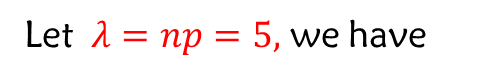 Let λ = np = 5, we have